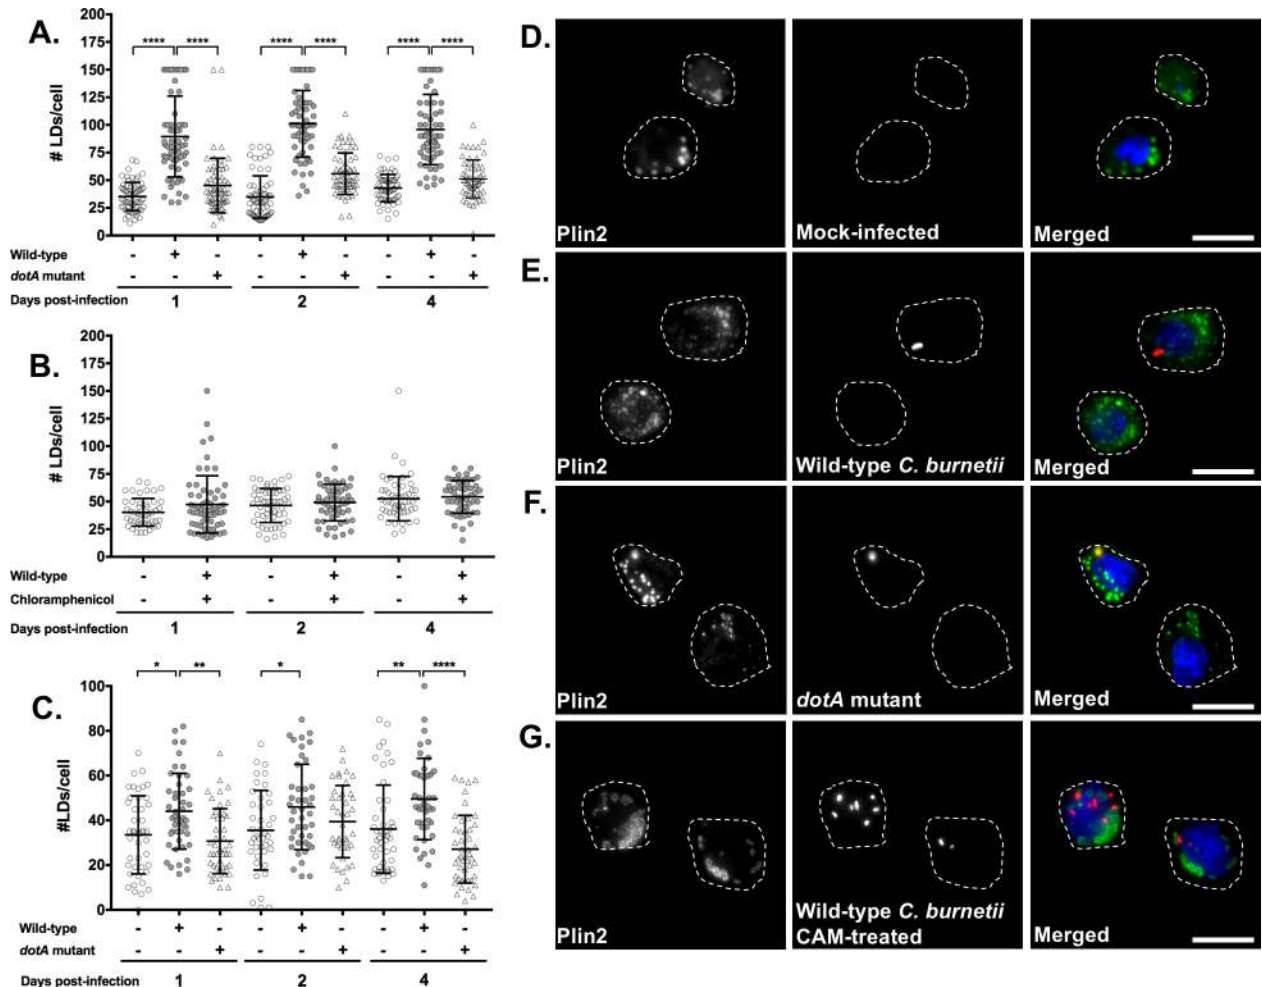 A.
# LDs/cell
200
175
150
125
100
75
50
25
0
**** **** **** **** **** ****
Wild-type - + - - + - - + -
dotA mutant - - + - - + - - +
Days post-infection 1 2 4
B.
# LDs/cell
200
175
150
125
100
75
50
25
0
Wild-type - + - + - +
Chloramphenicol - + - + - +
Days post-infection 1 2 4
C.
#LDs/cell
100
80
60
40
20
0
* ** * ** ****
Wild-type - + - - + - - + -
dotA mutant - - + - - + - - +
Days post-infection 1 2 4
D.
Plin2
Mock-infected
Merged
E.
Plin2
Wild-type C. burnetii
Merged
F.
Plin2
dotA mutant
Merged
G.
Plin2
Wild-type C. burnetii
CAM-treated
Merged